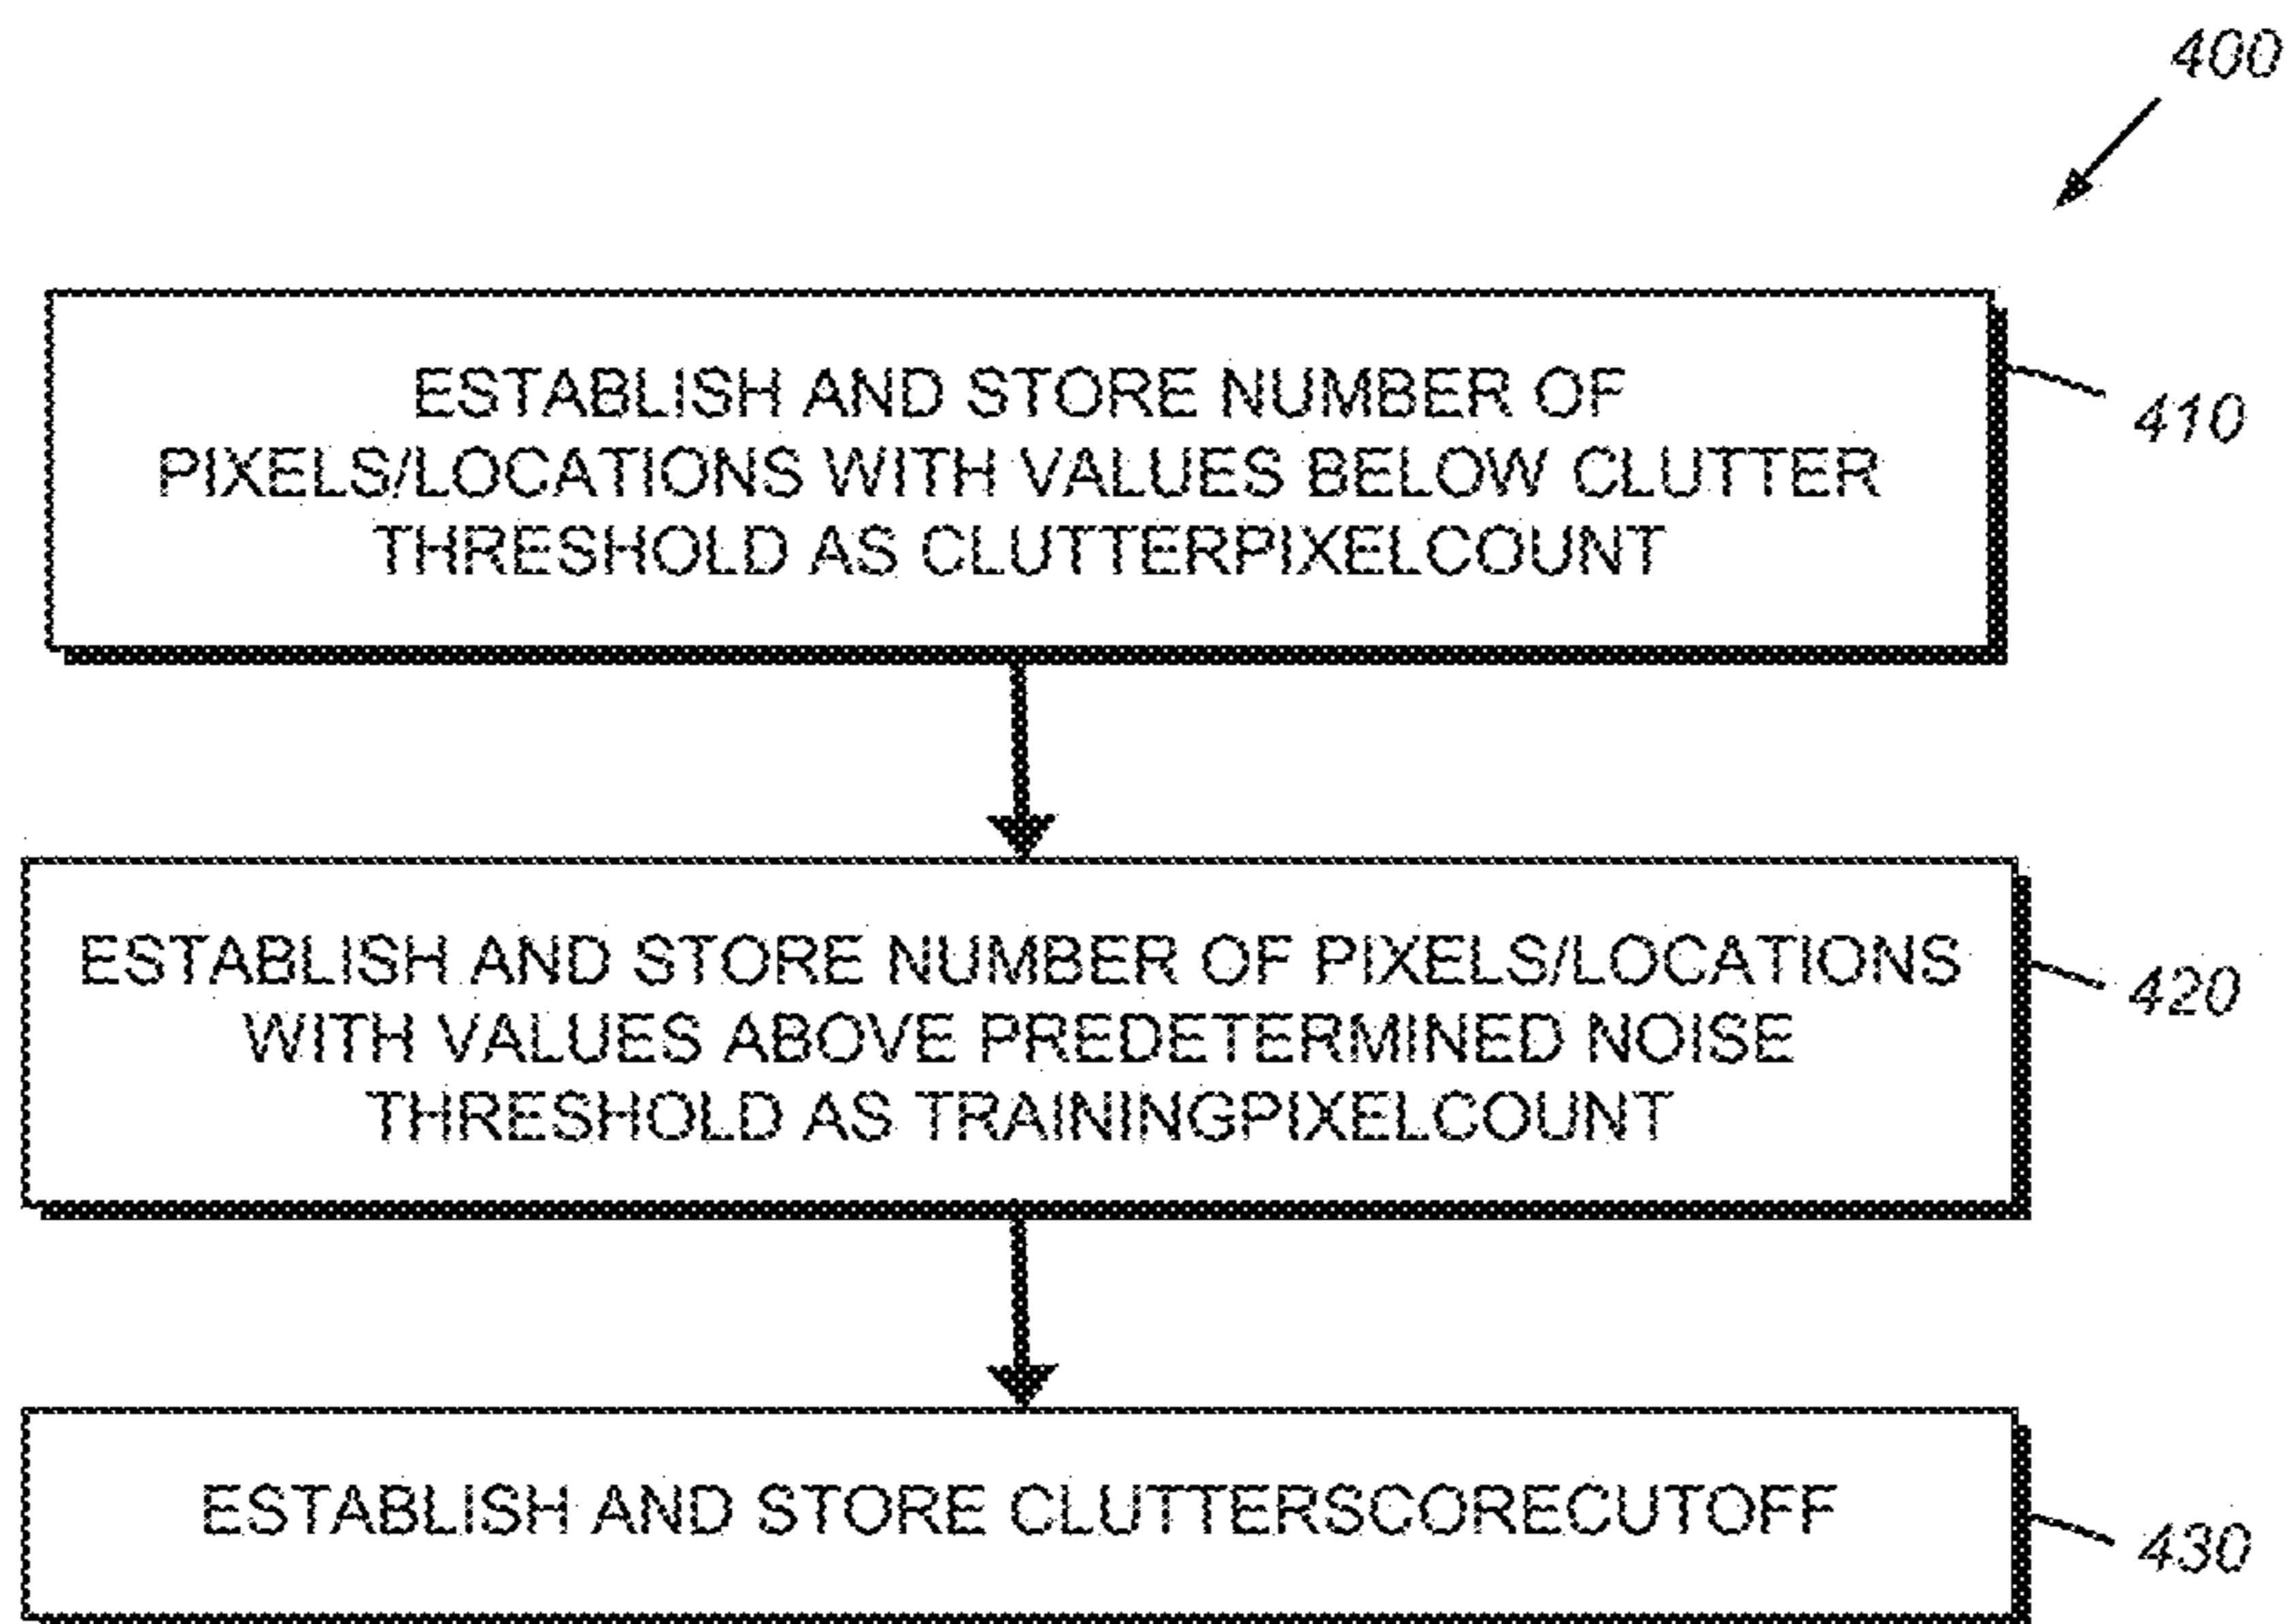 400
ESTABLISH AND STORE NUMBER OF
PIXELS/LOCATIONS WITH VALUES BELOW CLUTTER
THRESHOLD AS CLUTTERPIXELCOUNT
410
ESTABLISH AND STORE NUMBER OF PIXELS/LOCATIONS
WITH VALUES ABOVE PREDETERMINED NOISE
THRESHOLD AS TRAININGPIXELCOUNT
420
ESTABLISH AND STORE CLUTTERSCORECUTOFF
430